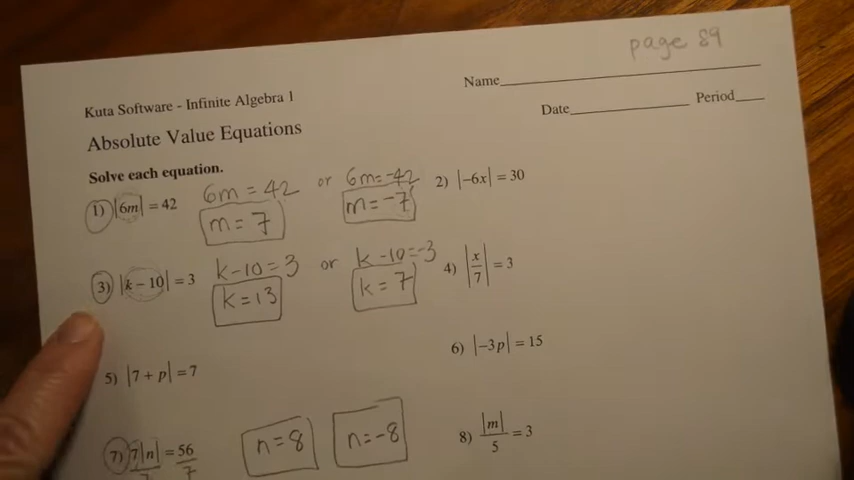 page 89
Name
Kuta Software - Infinite Algebra 1
Date Period
Absolute Value Equations
Solve each equation.
1) |6m| = 42
6m = 42 or 6m = -42
m = 7
m = -7
2) |-6x| = 30
3) |k - 10| = 3
k-10 = 3 or k-10 = -3
k = 13
k = 7
4) |x/7| = 3
5) |7 + p| = 7
6) |-3p| = 15
7) 7|n| = 56
7 7
n = 8
n = -8
8) |m|/5 = 3